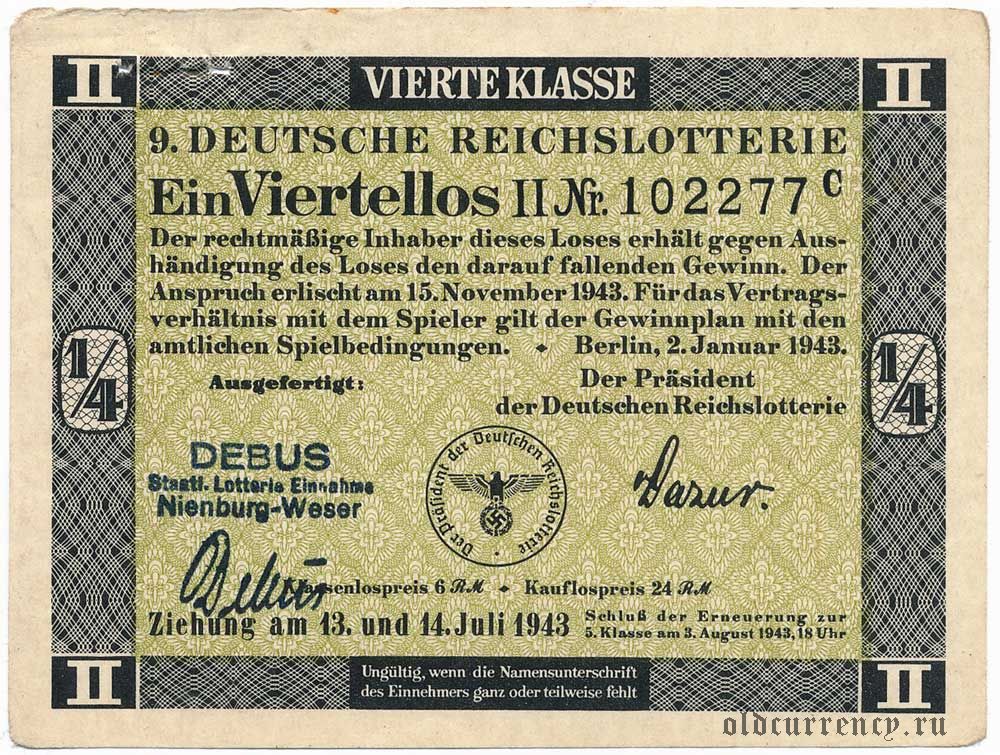 II VIERTE KLASSE II
9. DEUTSCHE REICHSLOTTERIE
Ein Viertellos II Nr. 102277 C
Der rechtmäßige Inhaber dieses Loses erhält gegen Aus-
händigung des Loses den darauf fallenden Gewinn. Der
Anspruch erlischt am 15. November 1943. Für das Vertrags-
verhältnis mit dem Spieler gilt der Gewinnplan mit den
amtlichen Spielbedingungen. Berlin, 2. Januar 1943.
1/4 1/4
Ausgefertigt: Der Präsident
der Deutschen Reichslotterie
DEBUS
Staatl. Lotterie Einnahme
Nienburg-Weser
Der Präsident der Deutschen Reichslotterie
Dazur.
Debus
Klassenlospreis 6 RM Kauflospreis 24 RM
Ziehung am 13. und 14. Juli 1943
Schluß der Erneuerung zur
5. Klasse am 3. August 1943, 18 Uhr
II II
Ungültig, wenn die Namensunterschrift
des Einnehmers ganz oder teilweise fehlt
oldcurrency.ru